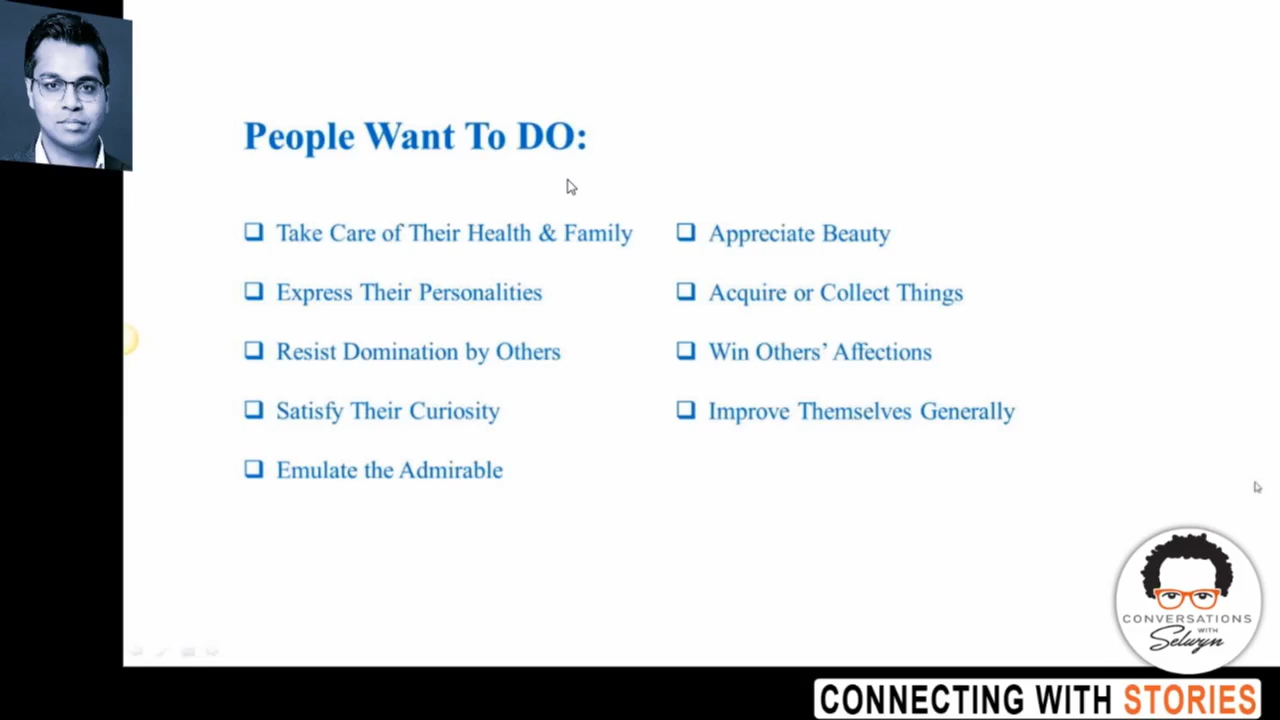 People Want To DO:
❑ Take Care of Their Health & Family
❑ Express Their Personalities
❑ Resist Domination by Others
❑ Satisfy Their Curiosity
❑ Emulate the Admirable
❑ Appreciate Beauty
❑ Acquire or Collect Things
❑ Win Others’ Affections
❑ Improve Themselves Generally
CONVERSATIONS
WITH
Selwyn
CONNECTING WITH STORIES